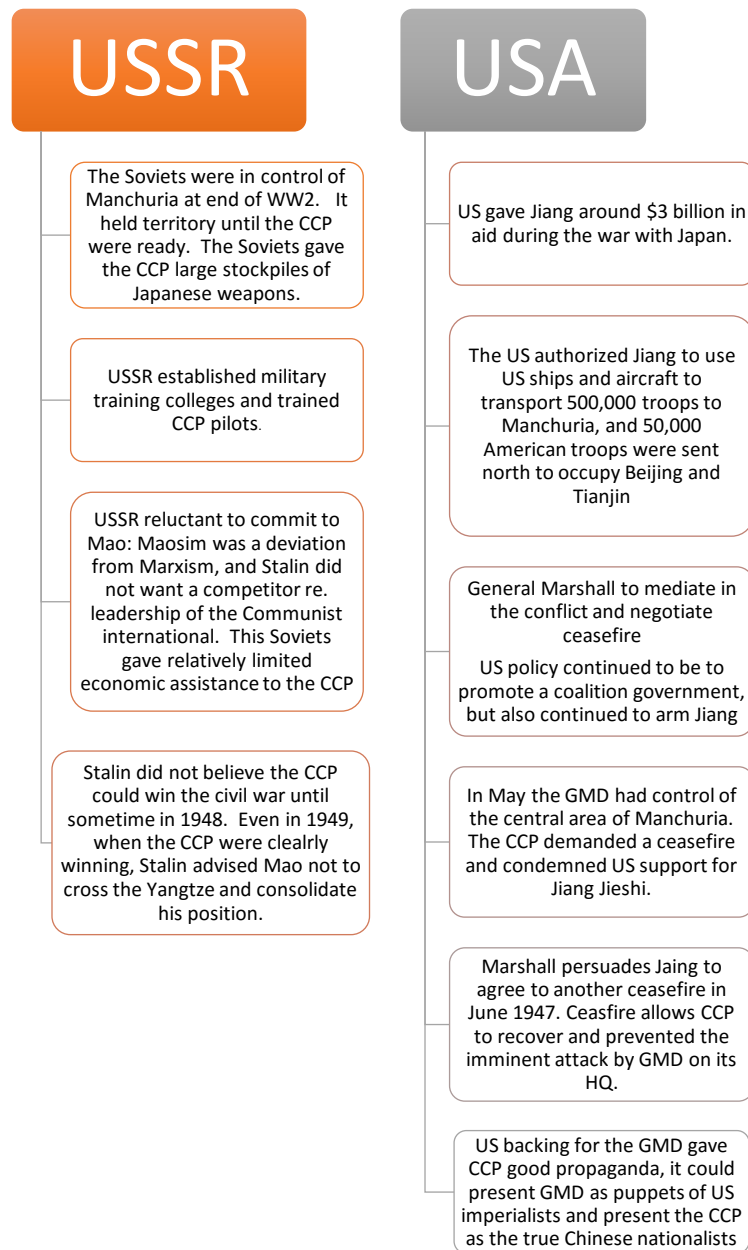 USSR
The Soviets were in control of
Manchuria at end of WW2.   It
held territory until the CCP
were ready.  The Soviets gave
the CCP large stockpiles of
Japanese weapons.
USSR established military
training colleges and trained
CCP pilots.
USSR reluctant to commit to
Mao: Maosim was a deviation
from Marxism, and Stalin did
not want a competitor re.
leadership of the Communist
international.  This Soviets
gave relatively limited
economic assistance to the CCP
Stalin did not believe the CCP
could win the civil war until
sometime in 1948.  Even in 1949,
when the CCP were clealrly
winning, Stalin advised Mao not to
cross the Yangtze and consolidate
his position.
USA
US gave Jiang around $3 billion in
aid during the war with Japan.
The US authorized Jiang to use
US ships and aircraft to
transport 500,000 troops to
Manchuria, and 50,000
American troops were sent
north to occupy Beijing and
Tianjin
General Marshall to mediate in
the conflict and negotiate
ceasefire
US policy continued to be to
promote a coalition government,
but also continued to arm Jiang
In May the GMD had control of
the central area of Manchuria.
The CCP demanded a ceasefire
and condemned US support for
Jiang Jieshi.
Marshall persuades Jaing to
agree to another ceasefire in
June 1947. Ceasfire allows CCP
to recover and prevented the
imminent attack by GMD on its
HQ.
US backing for the GMD gave
CCP good propaganda, it could
present GMD as puppets of US
imperialists and present the CCP
as the true Chinese nationalists